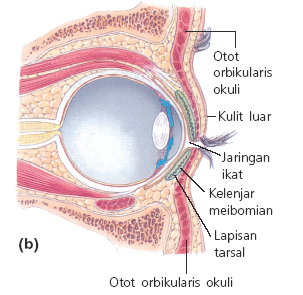 Otot
orbikularis
okuli
Kulit luar
Jaringan
ikat
Kelenjar
meibomian
Lapisan
tarsal
(b)
Otot orbikularis okuli